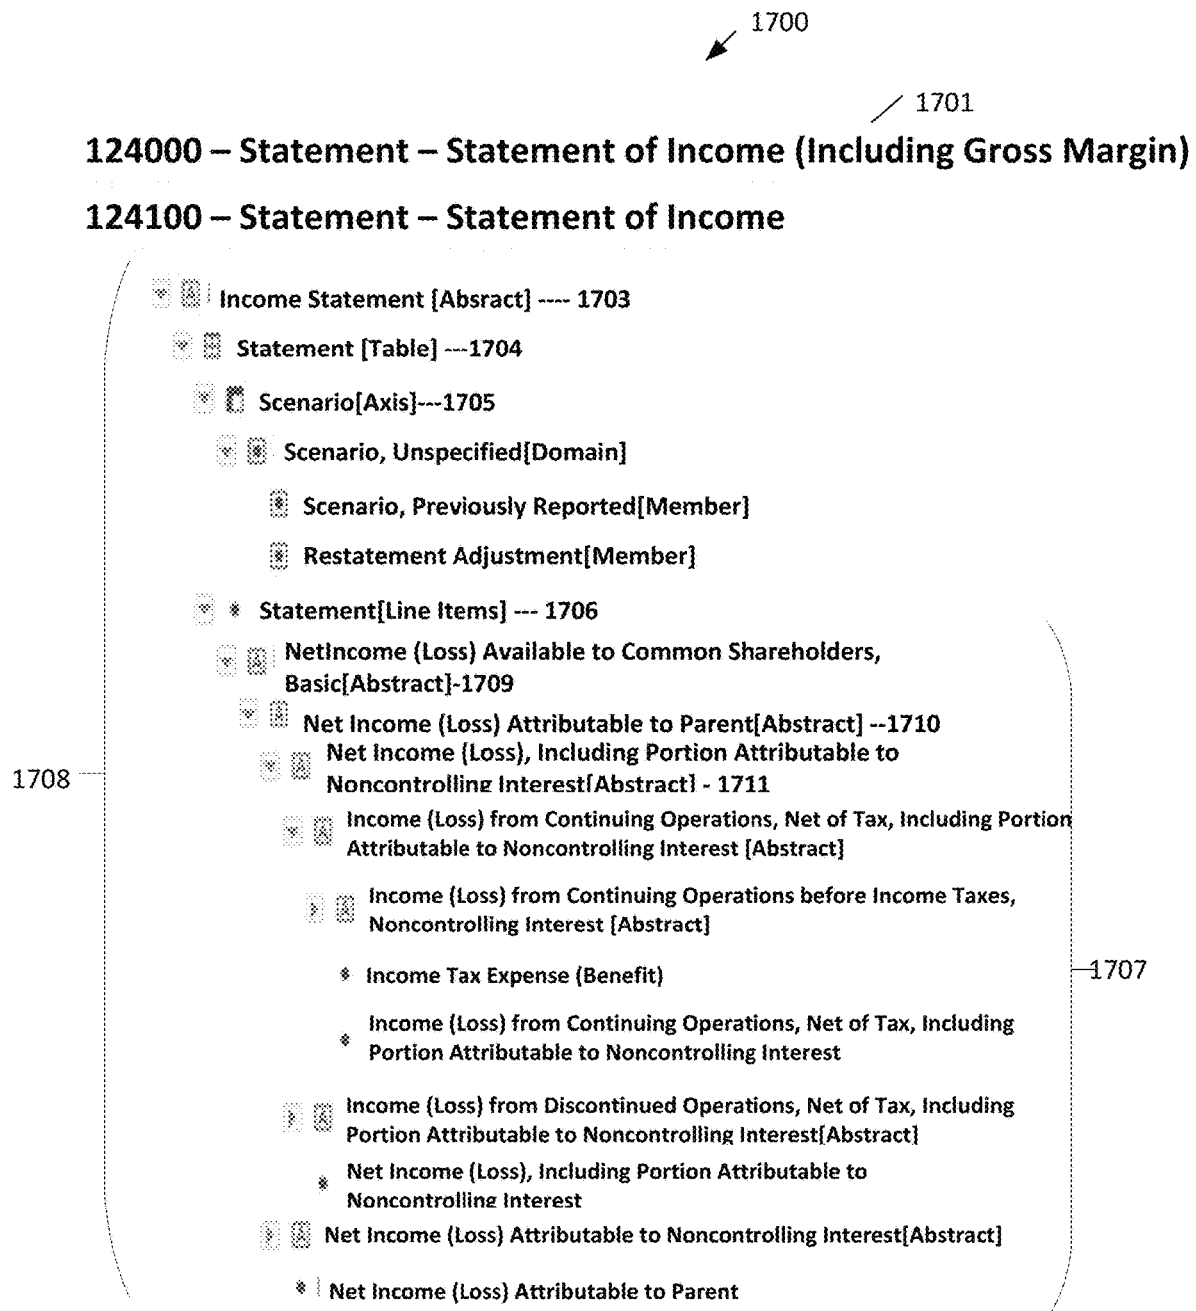 1700
1701
124000 – Statement – Statement of Income (Including Gross Margin)
124100 – Statement – Statement of Income
Income Statement [Absract] ---- 1703
Statement [Table] ---1704
Scenario[Axis]---1705
Scenario, Unspecified[Domain]
Scenario, Previously Reported[Member]
Restatement Adjustment[Member]
Statement[Line Items] --- 1706
NetIncome (Loss) Available to Common Shareholders,
Basic[Abstract]-1709
Net Income (Loss) Attributable to Parent[Abstract] --1710
Net Income (Loss), Including Portion Attributable to
Noncontrolling Interest[Abstract] - 1711
1708
Income (Loss) from Continuing Operations, Net of Tax, Including Portion
Attributable to Noncontrolling Interest [Abstract]
Income (Loss) from Continuing Operations before Income Taxes,
Noncontrolling Interest [Abstract]
Income Tax Expense (Benefit)
1707
Income (Loss) from Continuing Operations, Net of Tax, Including
Portion Attributable to Noncontrolling Interest
Income (Loss) from Discontinued Operations, Net of Tax, Including
Portion Attributable to Noncontrolling Interest[Abstract]
Net Income (Loss), Including Portion Attributable to
Noncontrolling Interest
Net Income (Loss) Attributable to Noncontrolling Interest[Abstract]
Net Income (Loss) Attributable to Parent